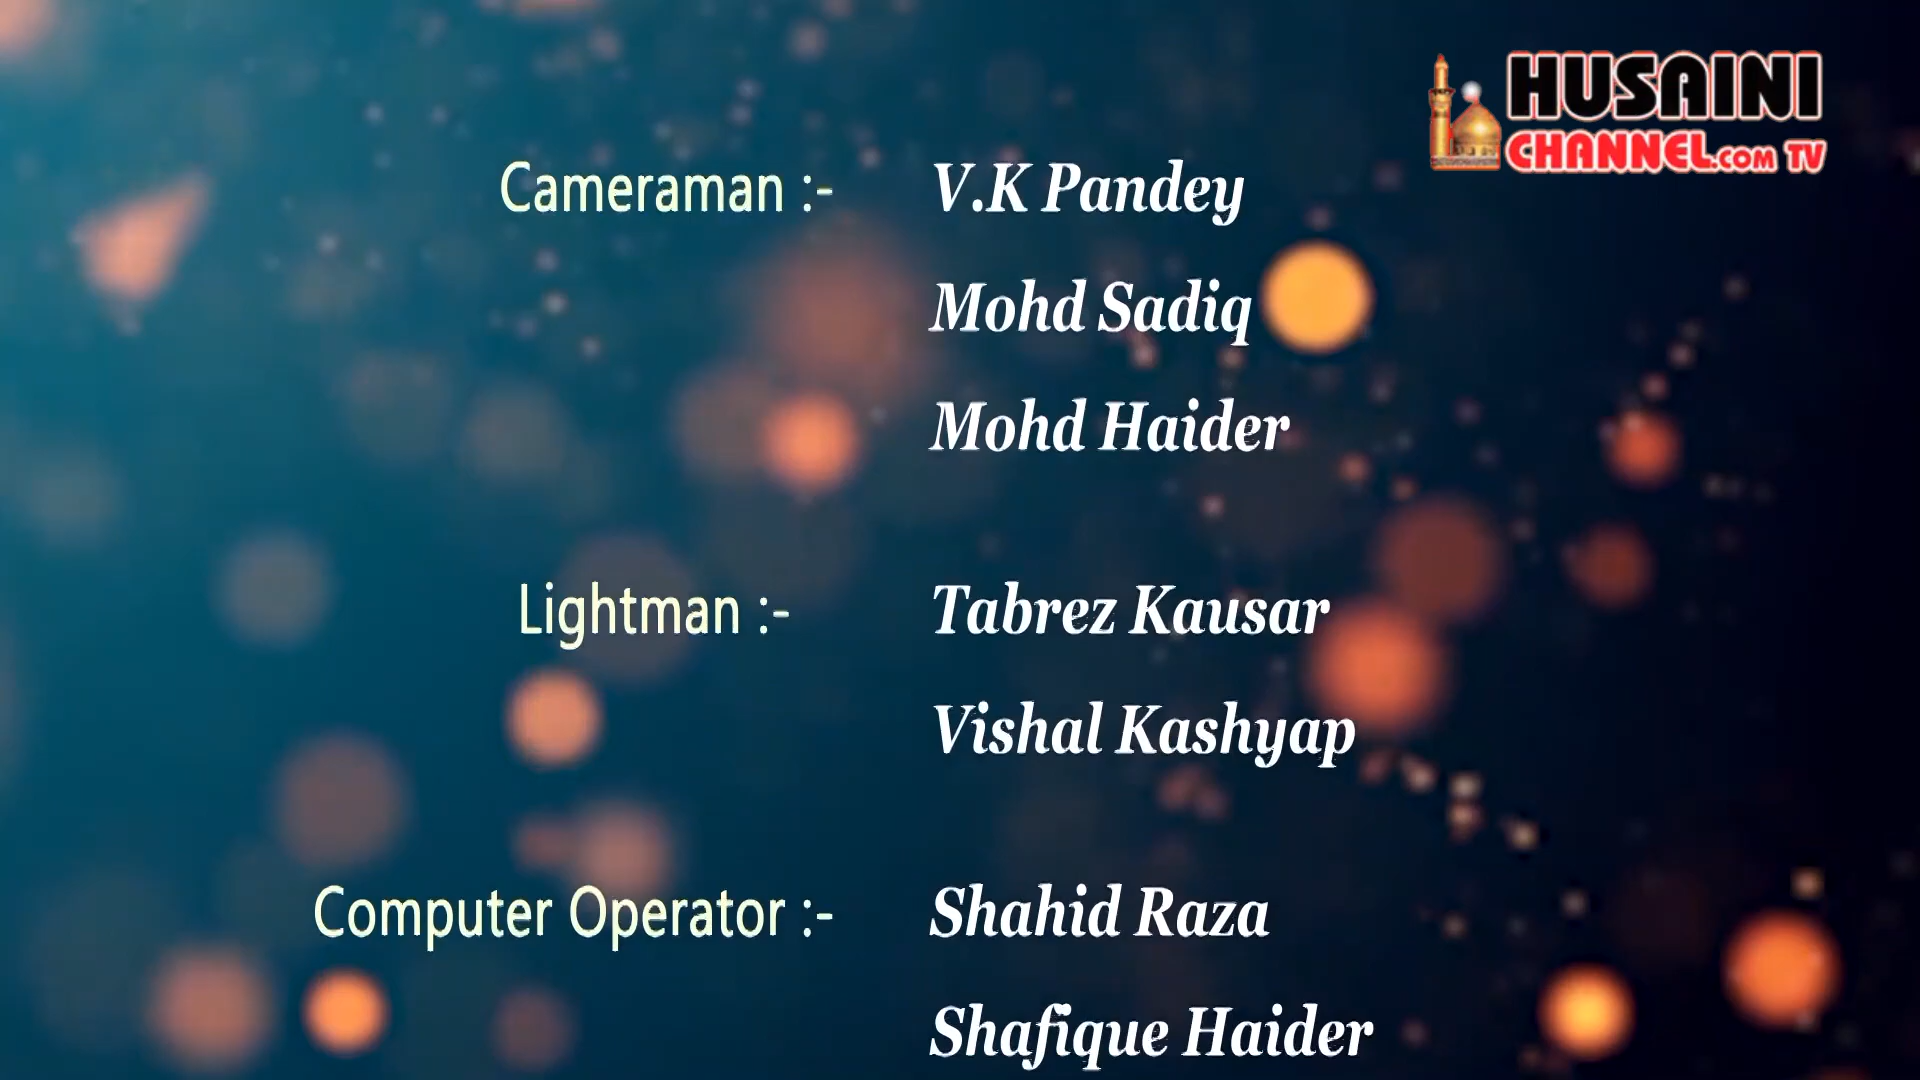 HUSAINI
CHANNEL.COM TV
Cameraman :- V.K Pandey
Mohd Sadiq
Mohd Haider
Lightman :- Tabrez Kausar
Vishal Kashyap
Computer Operator :- Shahid Raza
Shafique Haider